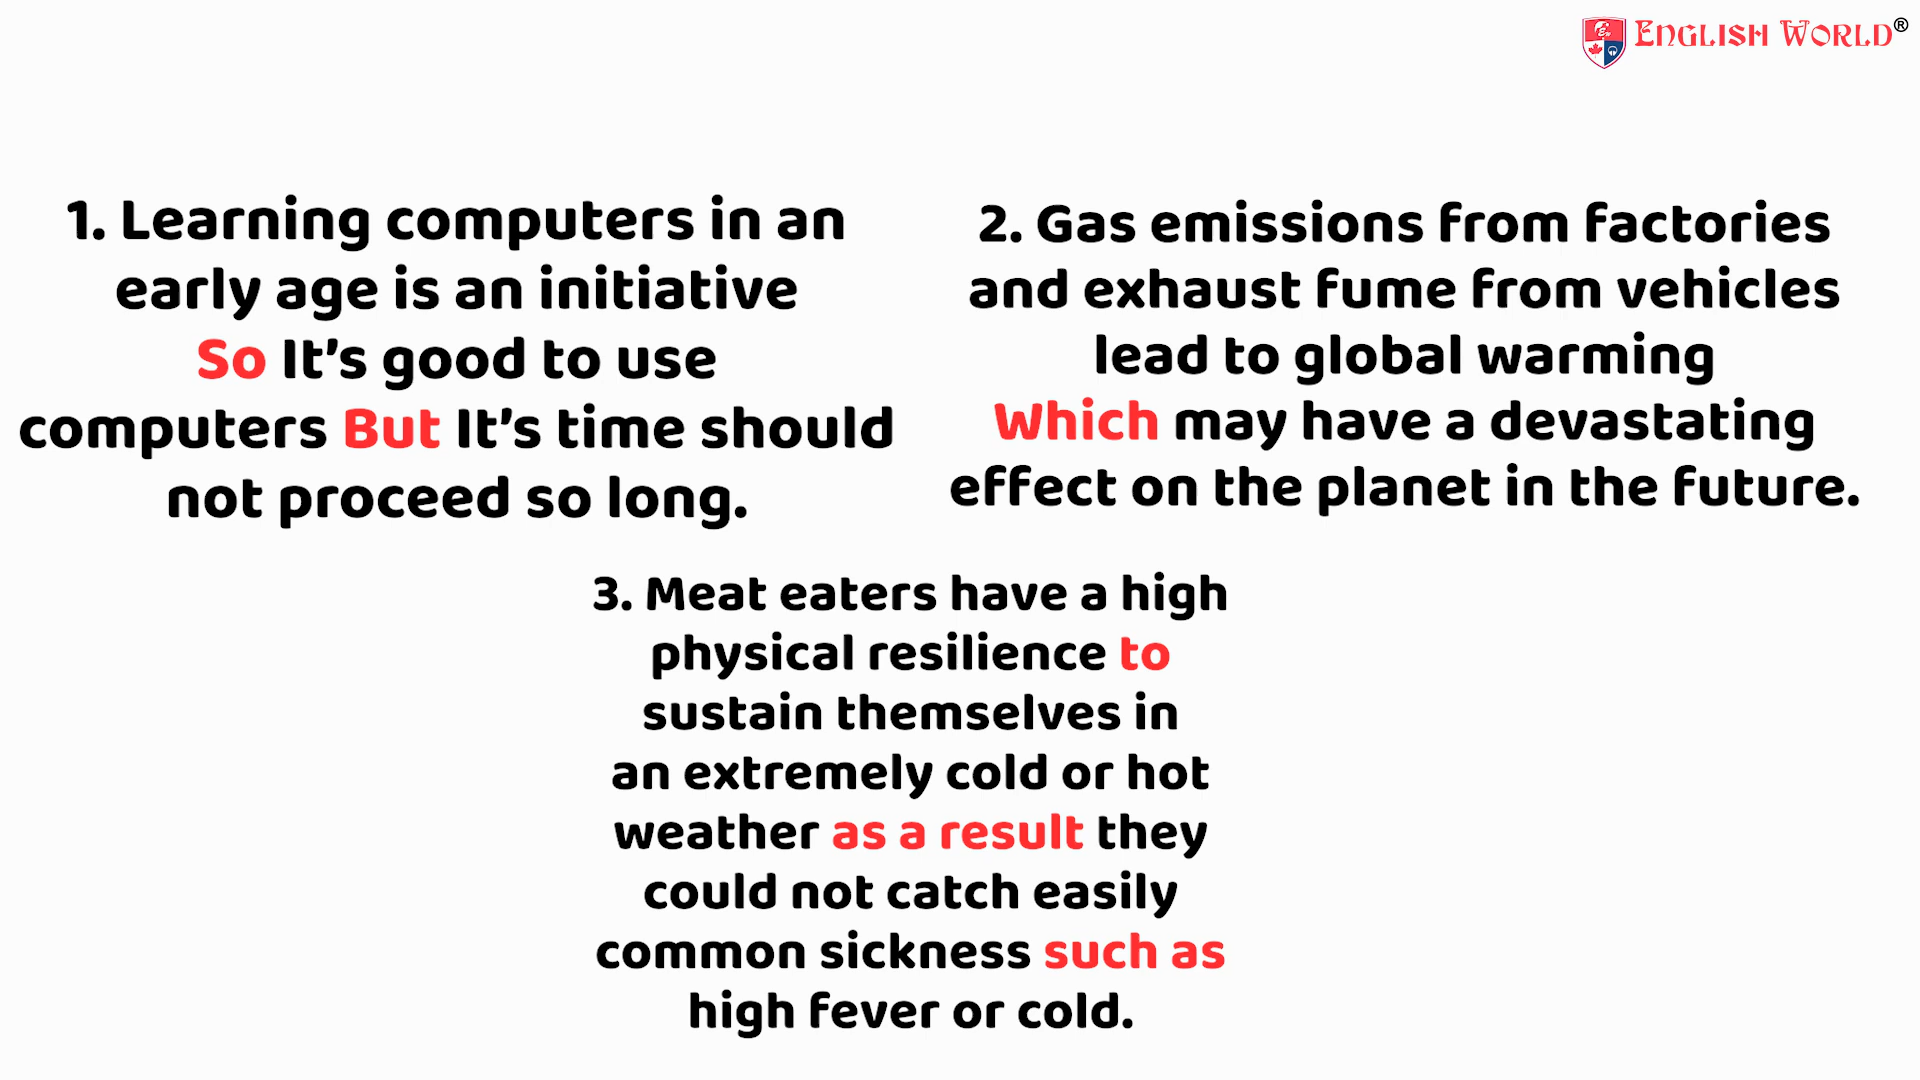 ENGLISH WORLD®
1. Learning computers in an
early age is an initiative
So It's good to use
computers But It's time should
not proceed so long.
2. Gas emissions from factories
and exhaust fume from vehicles
lead to global warming
Which may have a devastating
effect on the planet in the future.
3. Meat eaters have a high
physical resilience to
sustain themselves in
an extremely cold or hot
weather as a result they
could not catch easily
common sickness such as
high fever or cold.